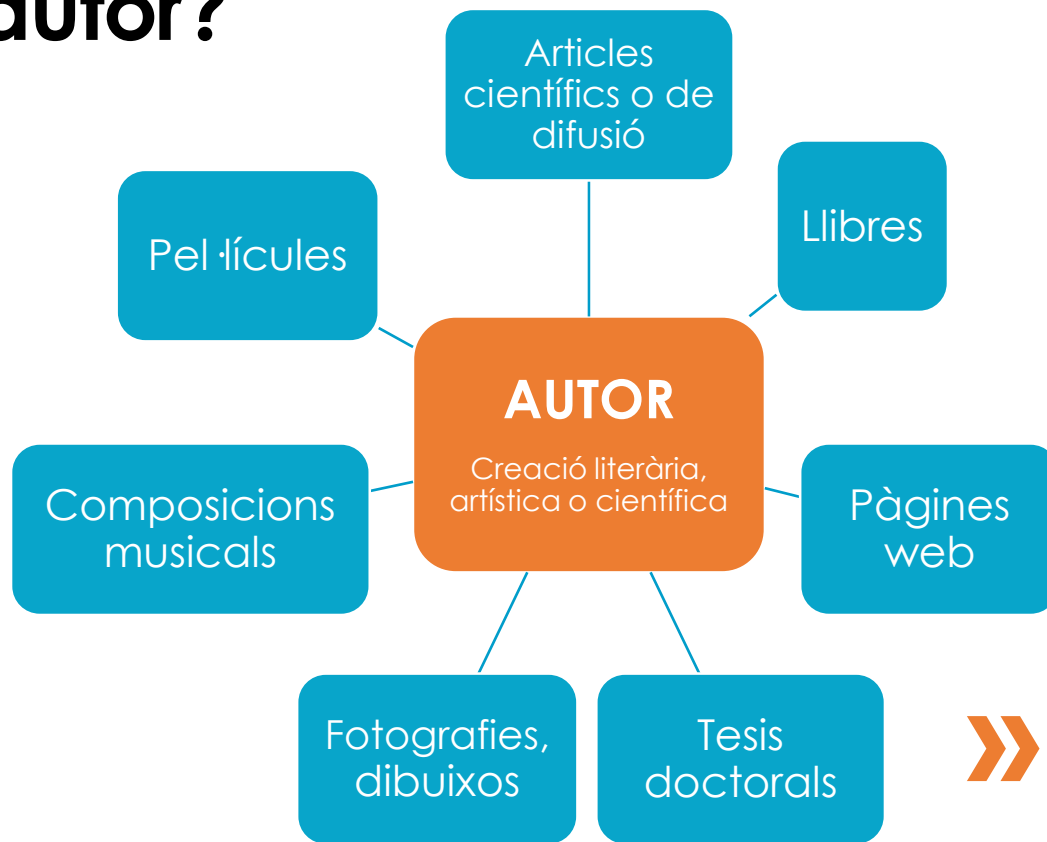 autor?
Articles
científics o de
difusió
Llibres
Pel·lícules
AUTOR
Creació literària,
artística o científica
Composicions
musicals
Pàgines
web
Fotografies,
dibuixos
Tesis
doctorals